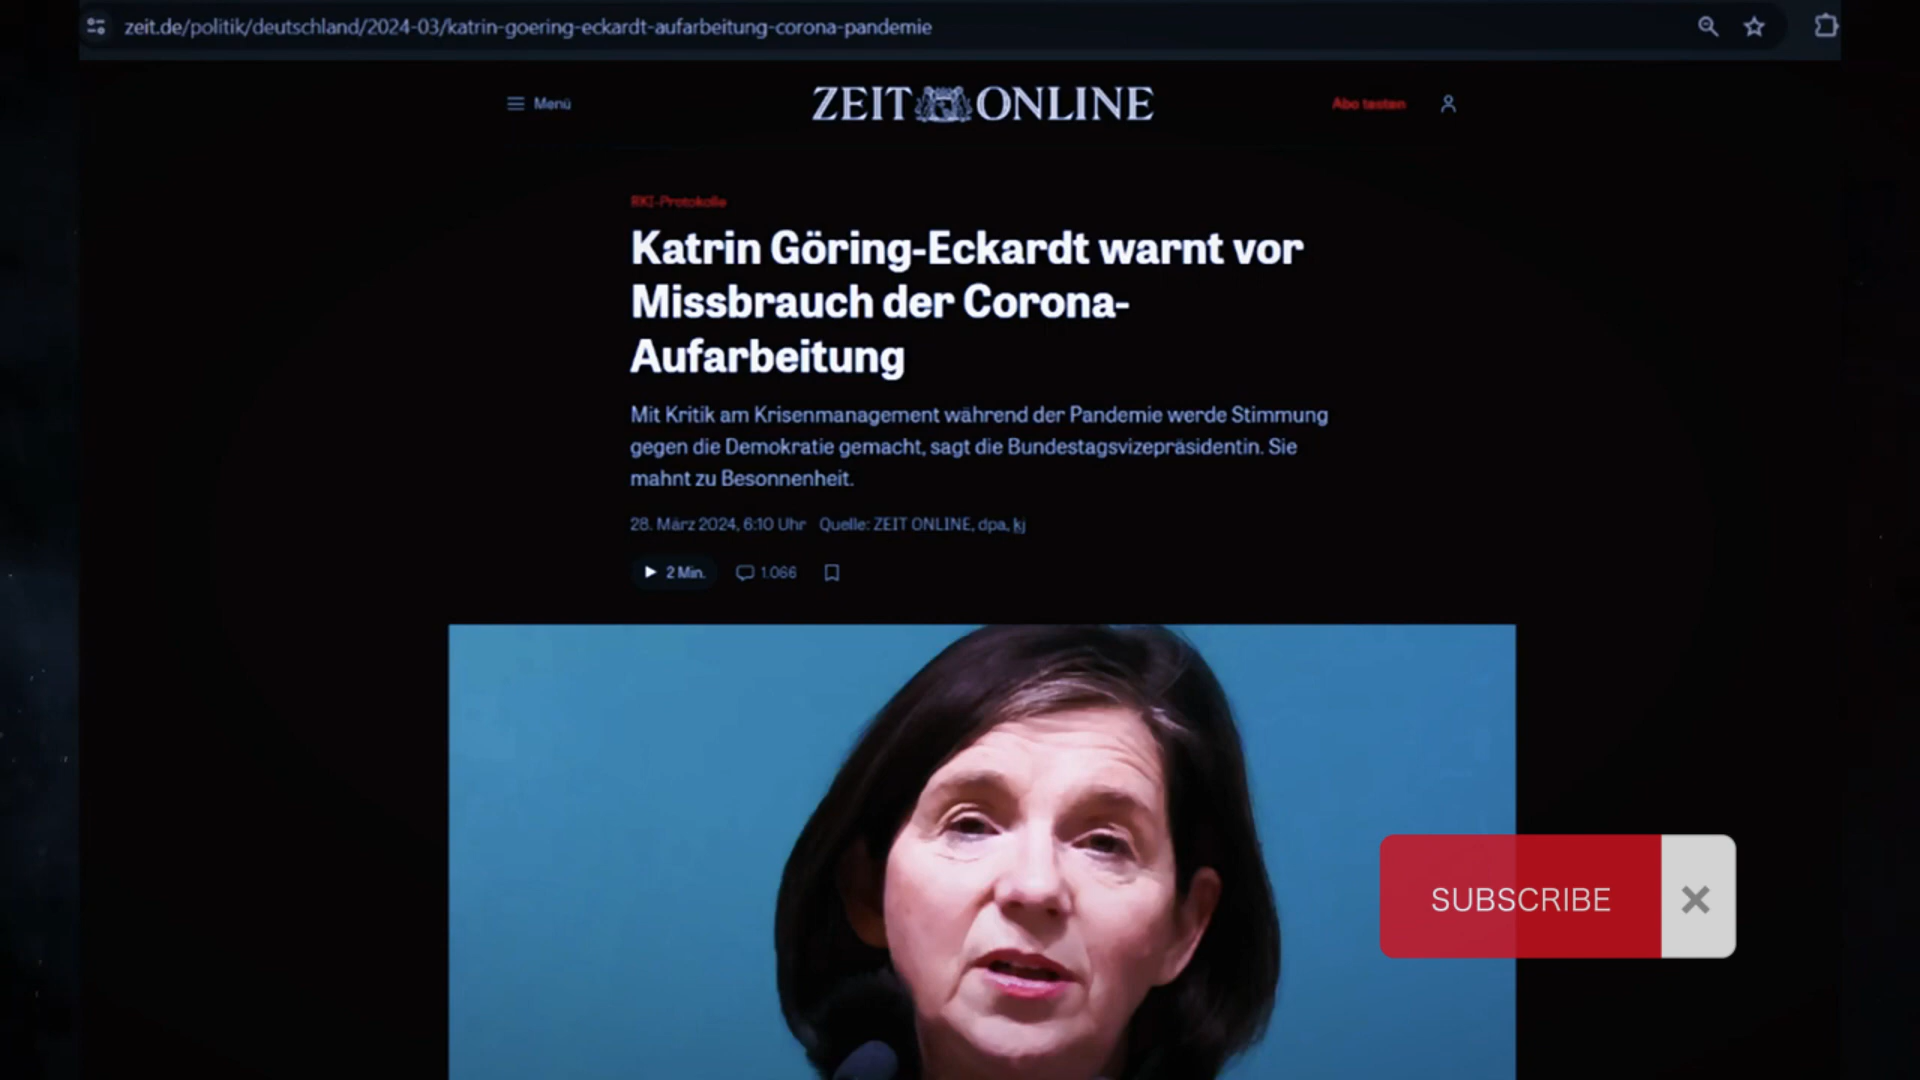 zeit.de/politik/deutschland/2024-03/katrin-goering-eckardt-aufarbeitung-corona-pandemie
Menü
ZEIT ONLINE
Abo testen
RKI-Protokolle
Katrin Göring-Eckardt warnt vor
Missbrauch der Corona-
Aufarbeitung
Mit Kritik am Krisenmanagement während der Pandemie werde Stimmung
gegen die Demokratie gemacht, sagt die Bundestagsvizepräsidentin. Sie
mahnt zu Besonnenheit.
28. März 2024, 6:10 Uhr Quelle: ZEIT ONLINE, dpa, kj
2 Min. 1.066
SUBSCRIBE